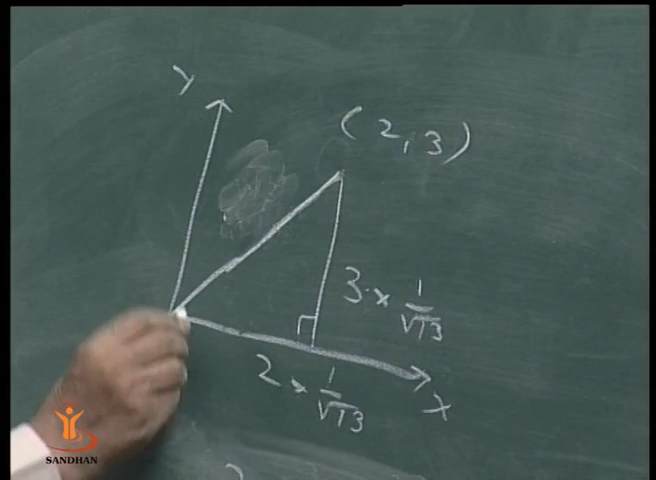 Y
(2,3)
3 × 1/√13
2 × 1/√13
X
SANDHAN